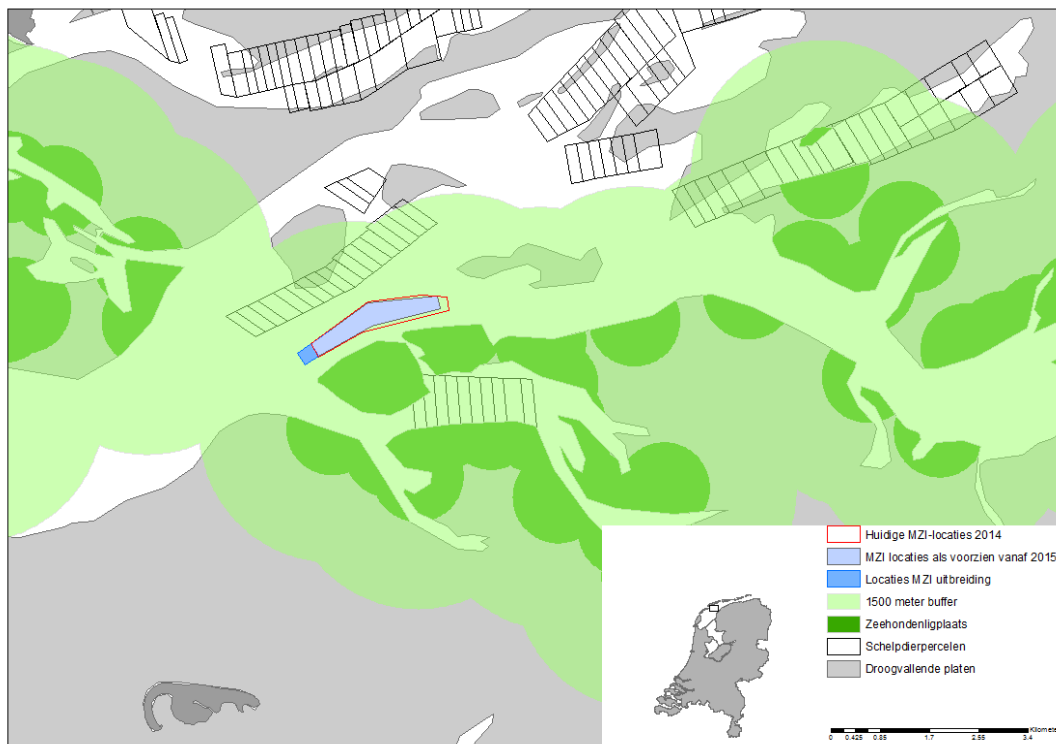 Huidige MZI-locaties 2014
MZI locaties als voorzien vanaf 2015
Locaties MZI uitbreiding
1500 meter buffer
Zeehondenligplaats
Schelpdierpercelen
Droogvallende platen
Kilomete
0 0.425 0.85 1.7 2.55 3.4